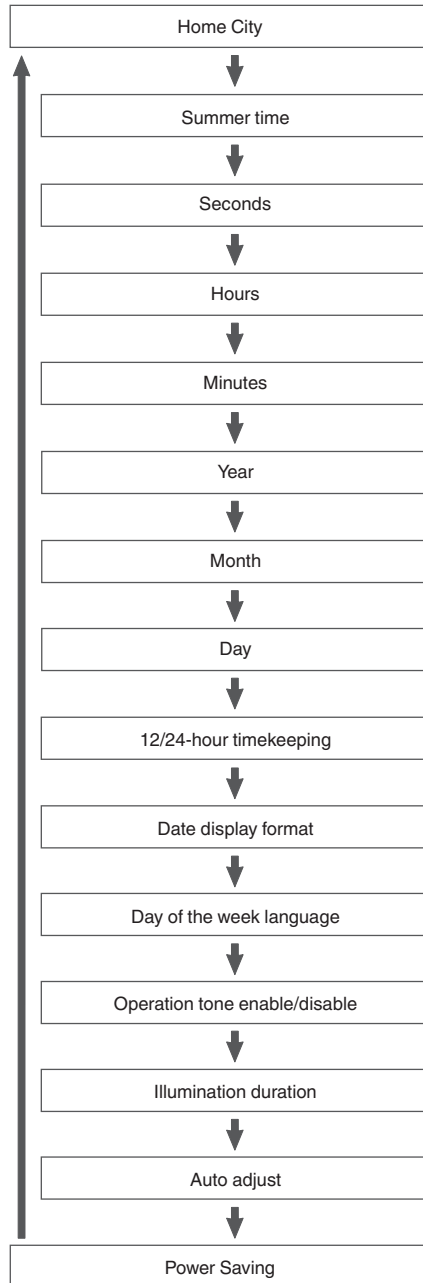 Home City
Summer time
Seconds
Hours
Minutes
Year
Month
Day
12/24-hour timekeeping
Date display format
Day of the week language
Operation tone enable/disable
Illumination duration
Auto adjust
Power Saving